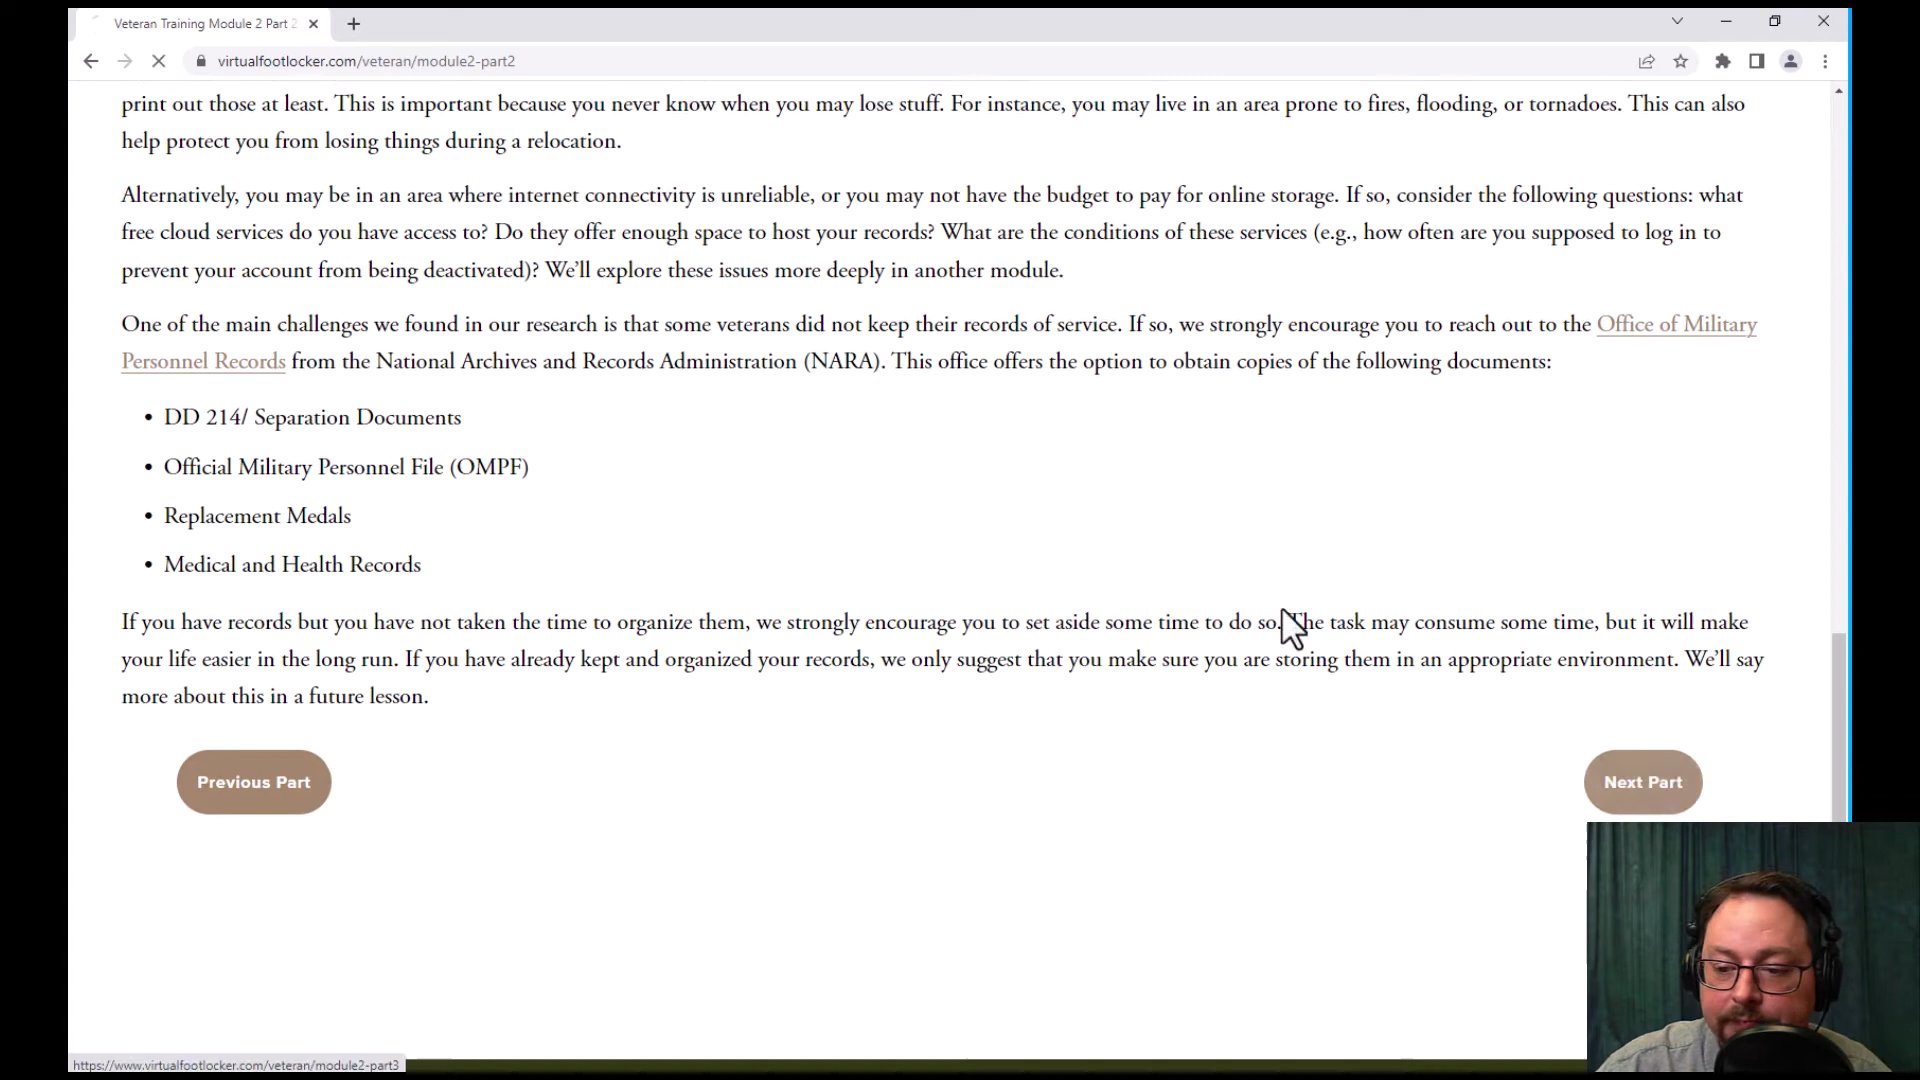 Veteran Training Module 2 Part 2
virtualfootlocker.com/veteran/module2-part2
print out those at least. This is important because you never know when you may lose stuff. For instance, you may live in an area prone to fires, flooding, or tornadoes. This can also
help protect you from losing things during a relocation.
Alternatively, you may be in an area where internet connectivity is unreliable, or you may not have the budget to pay for online storage. If so, consider the following questions: what
free cloud services do you have access to? Do they offer enough space to host your records? What are the conditions of these services (e.g., how often are you supposed to log in to
prevent your account from being deactivated)? We’ll explore these issues more deeply in another module.
One of the main challenges we found in our research is that some veterans did not keep their records of service. If so, we strongly encourage you to reach out to the Office of Military
Personnel Records from the National Archives and Records Administration (NARA). This office offers the option to obtain copies of the following documents:
• DD 214/ Separation Documents
• Official Military Personnel File (OMPF)
• Replacement Medals
• Medical and Health Records
If you have records but you have not taken the time to organize them, we strongly encourage you to set aside some time to do so. The task may consume some time, but it will make
your life easier in the long run. If you have already kept and organized your records, we only suggest that you make sure you are storing them in an appropriate environment. We’ll say
more about this in a future lesson.
Previous Part
Next Part
https://www.virtualfootlocker.com/veteran/module2-part3